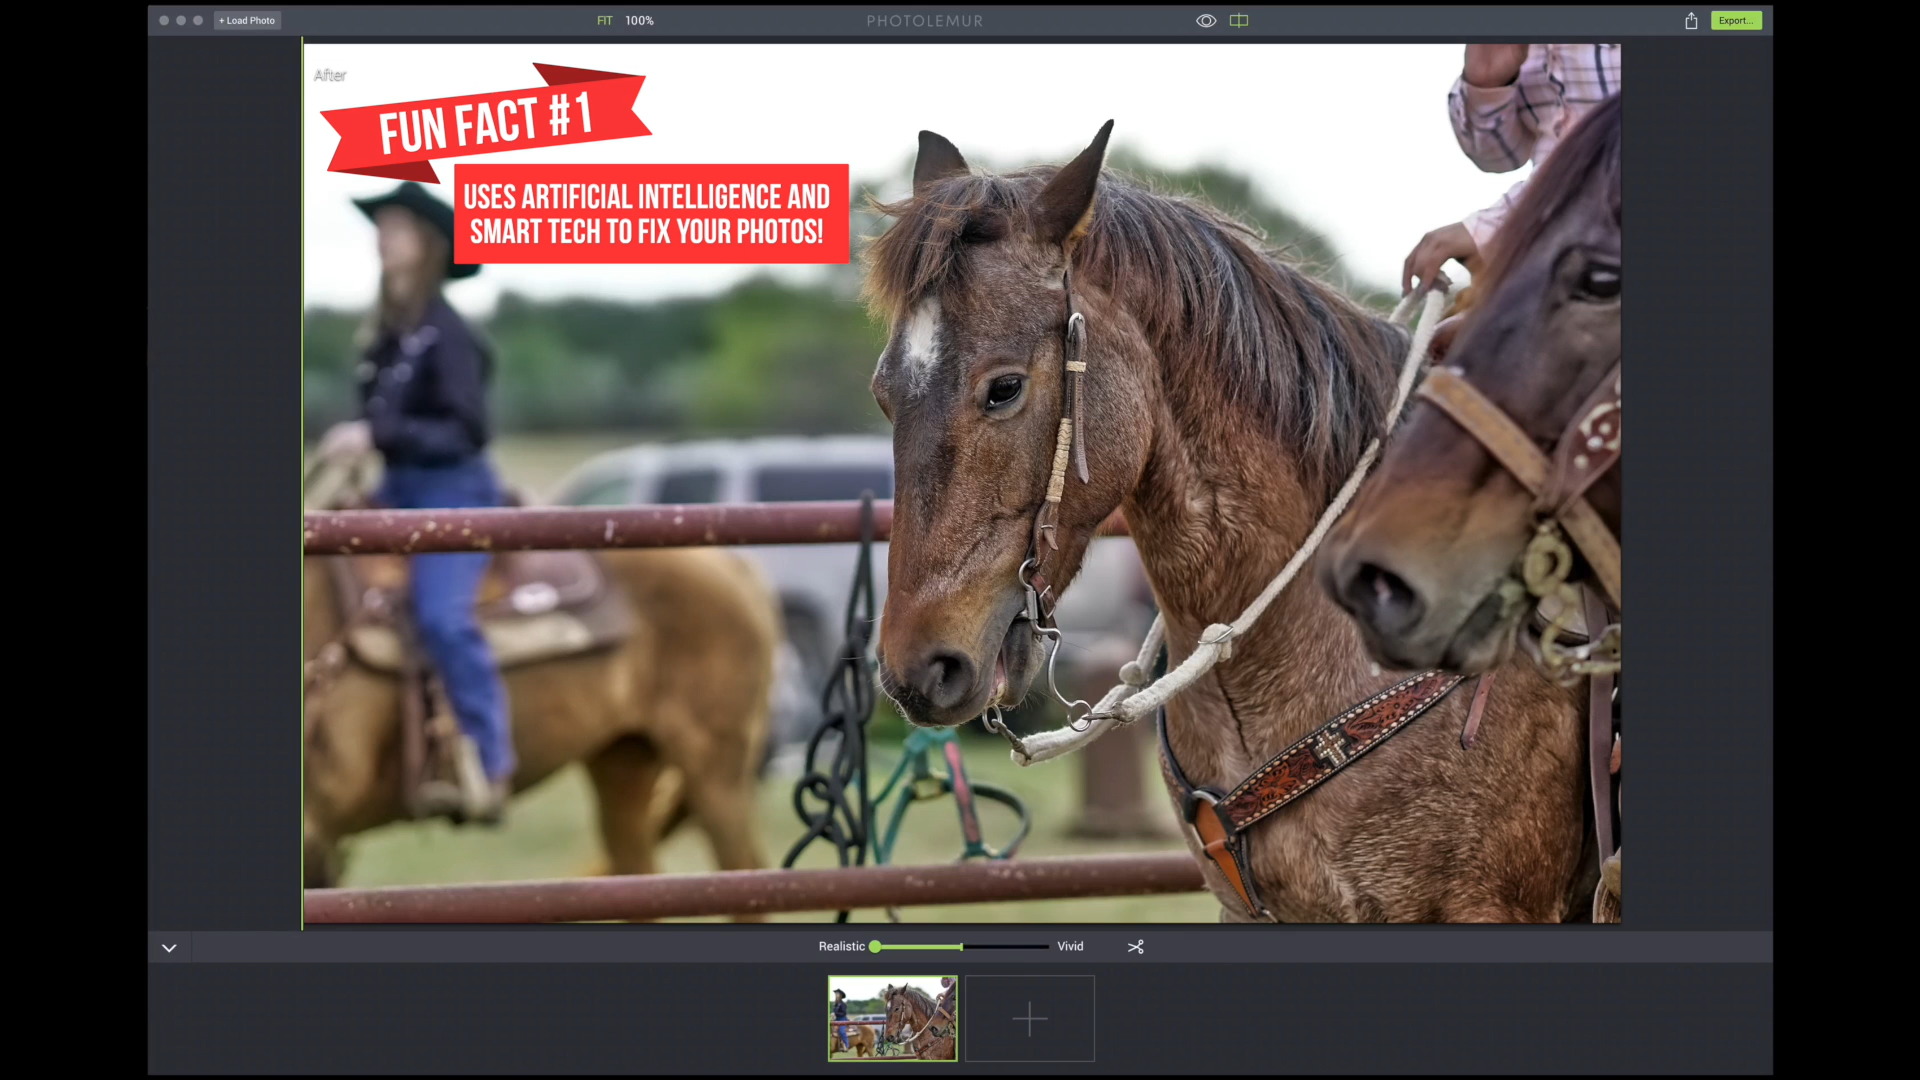 + Load Photo
FIT 100%
PHOTOLEMUR
Export...
After
FUN FACT #1
USES ARTIFICIAL INTELLIGENCE AND
SMART TECH TO FIX YOUR PHOTOS!
Realistic
Vivid